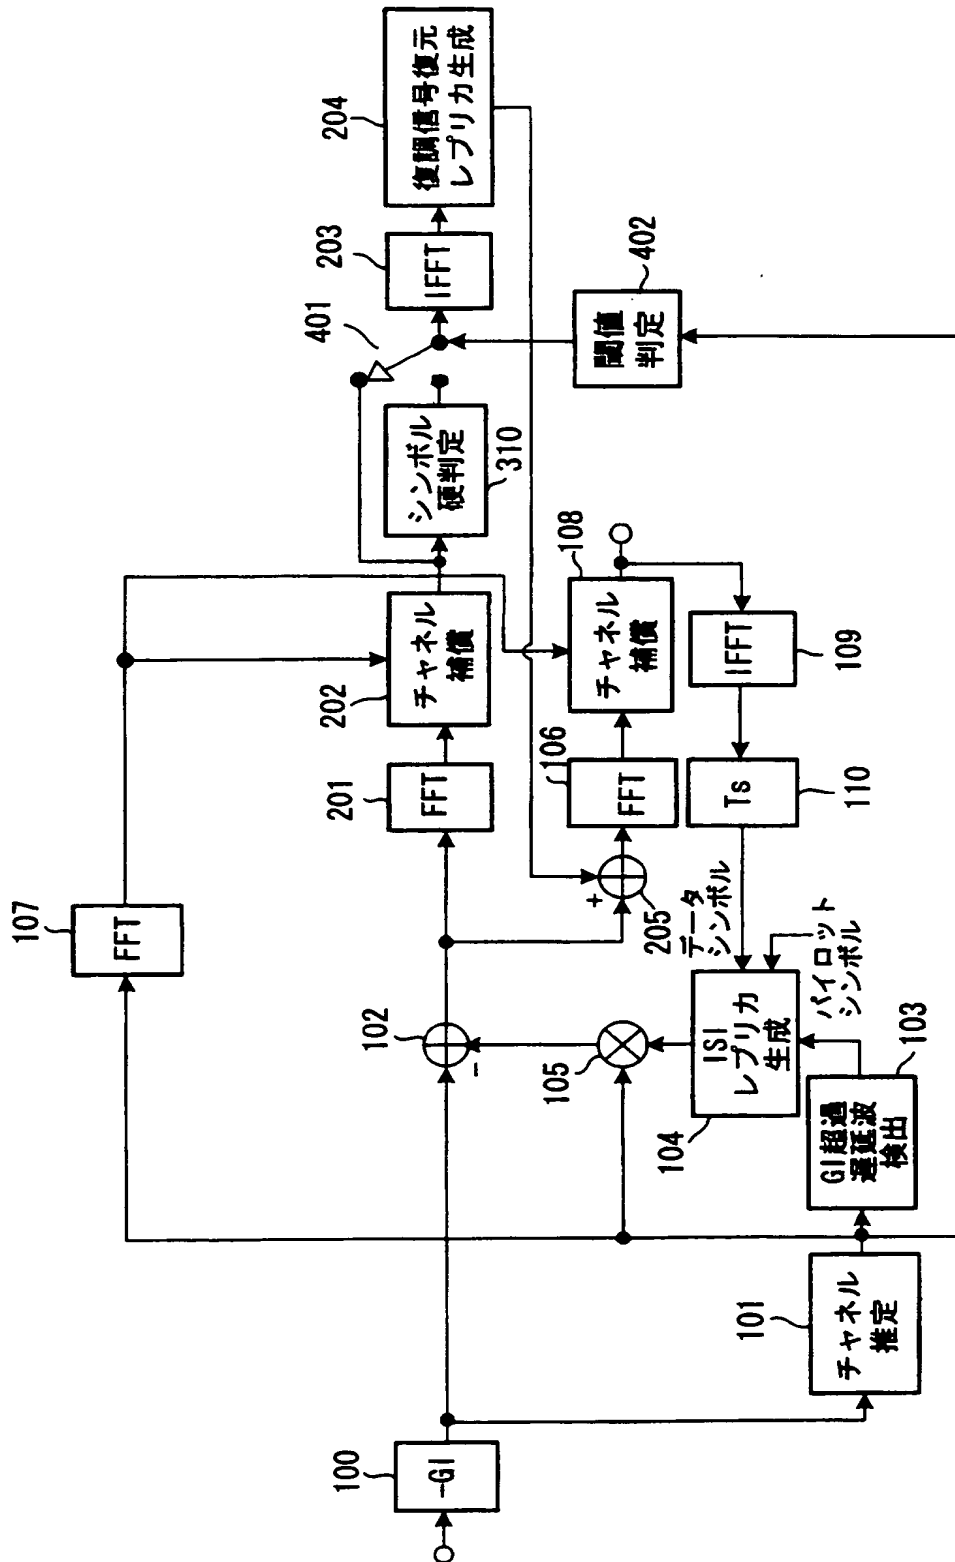 107
FFT
100
-GI
102
-
201
FFT
202
チャネル
補償
シンボル
硬判定
310
401
203
IFFT
204
復調信号復元
レプリカ生成
402
閾値
判定
105
+
205
106
FFT
108
チャネル
補償
109
IFFT
110
Ts
データ
シンボル
パイロット
シンボル
104
ISI
レプリカ
生成
103
GI超過
遅延波
検出
101
チャネル
推定